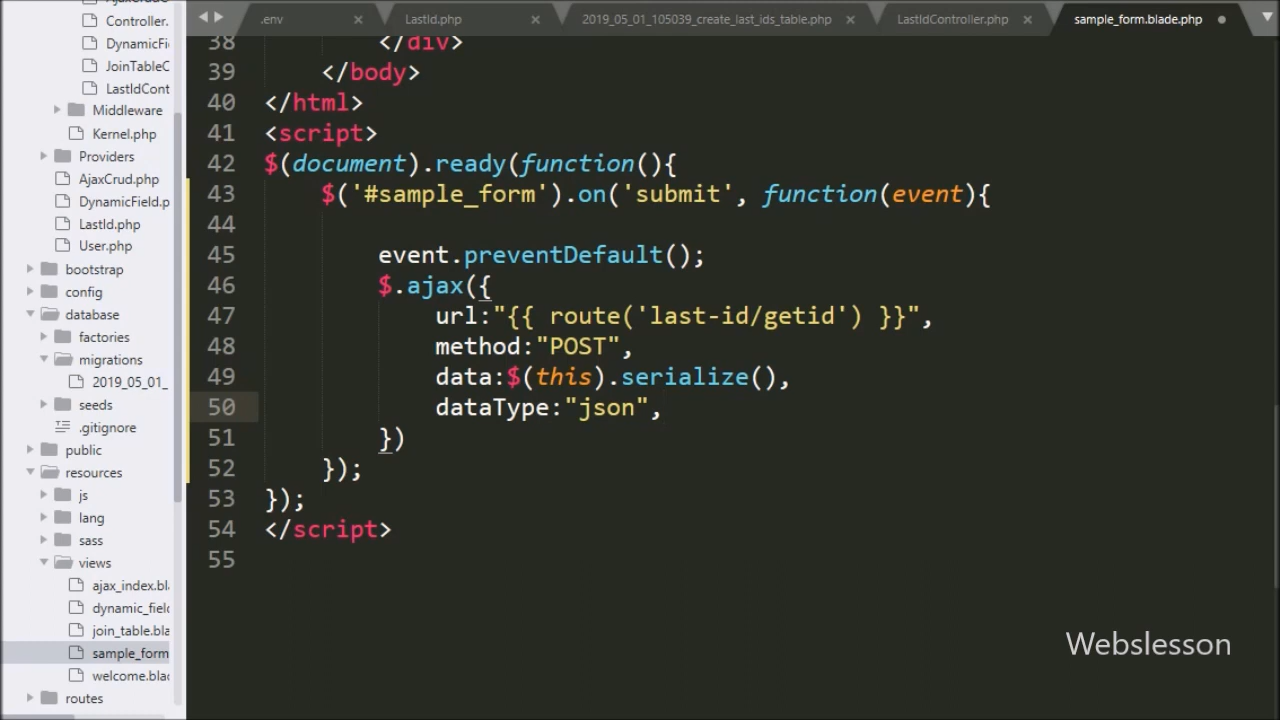 .env
LastId.php
2019_05_01_105039_create_last_ids_table.php
LastIdController.php
sample_form.blade.php
Controller.
DynamicFie
JoinTableC
LastIdCont
Middleware
Kernel.php
Providers
AjaxCrud.php
DynamicField.p
LastId.php
User.php
bootstrap
config
database
factories
migrations
2019_05_01_
seeds
.gitignore
public
resources
js
lang
sass
views
ajax_index.bl
dynamic_field
join_table.bla
sample_form
welcome.blad
routes
38 </div>
39 </body>
40 </html>
41 <script>
42 $(document).ready(function(){
43 $('#sample_form').on('submit', function(event){
44
45 event.preventDefault();
46 $.ajax({
47 url:"{{ route('last-id/getid') }}",
48 method:"POST",
49 data:$(this).serialize(),
50 dataType:"json",
51 })
52 });
53 });
54 </script>
55
Webslesson